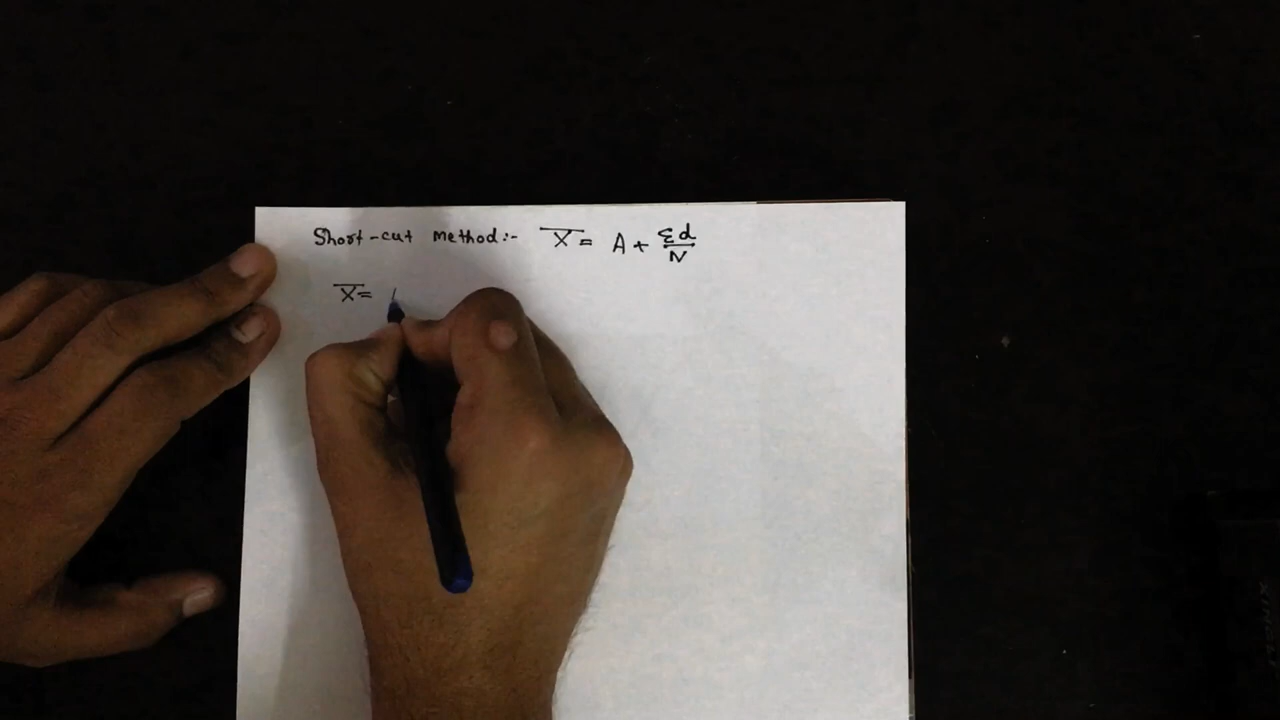 Short-cut method:- X̅ = A + Σd/N
X̅ =